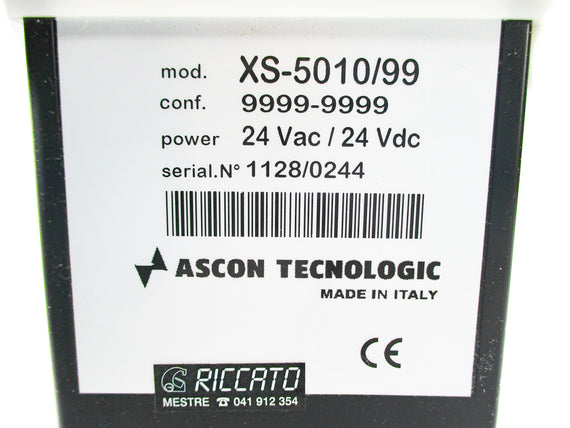 mod. XS-5010/99
conf. 9999-9999
power 24 Vac / 24 Vdc
serial.N° 1128/0244
ASCON TECNOLOGIC
MADE IN ITALY
CE
RICCATO
MESTRE ☎ 041 912 354